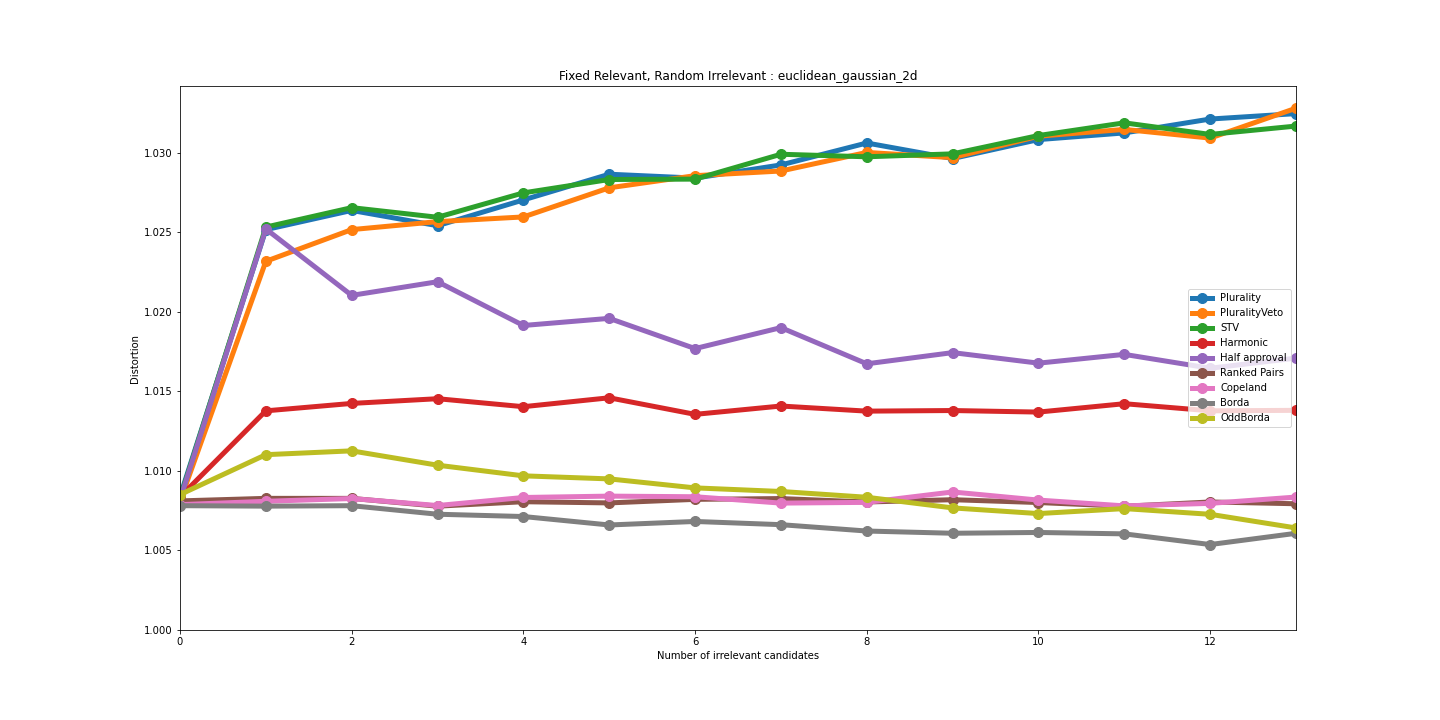 Fixed Relevant, Random Irrelevant : euclidean_gaussian_2d
Distortion
1.030
1.025
1.020
1.015
1.010
1.005
1.000
Plurality
PluralityVeto
STV
Harmonic
Half approval
Ranked Pairs
Copeland
Borda
OddBorda
0 2 4 6 8 10 12
Number of irrelevant candidates